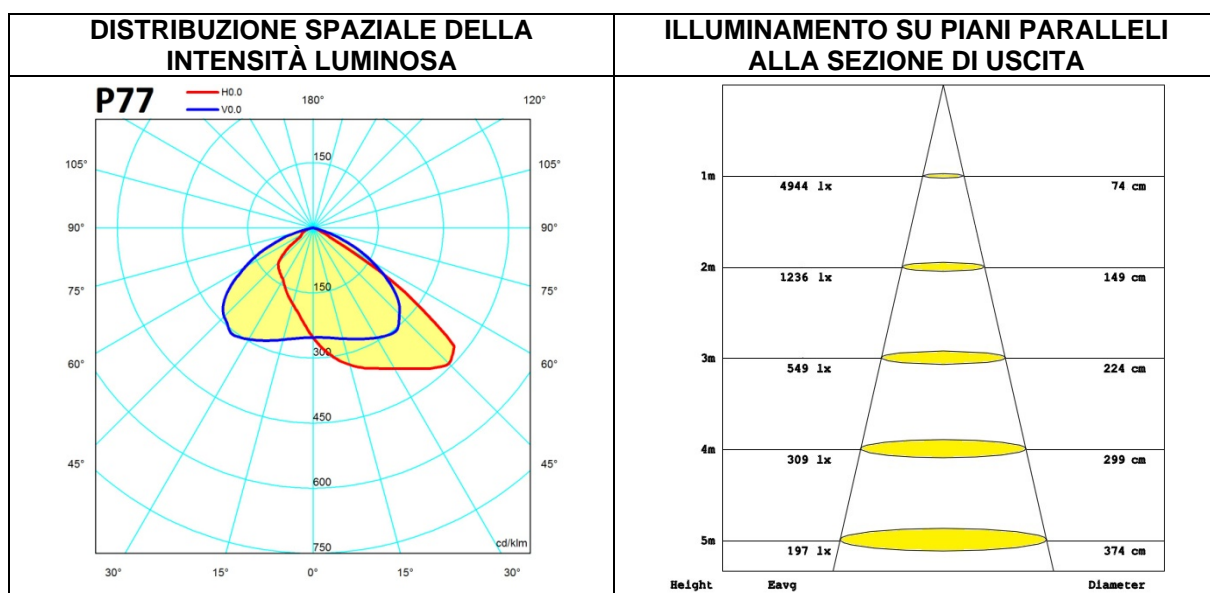 DISTRIBUZIONE SPAZIALE DELLA
INTENSITÀ LUMINOSA
ILLUMINAMENTO SU PIANI PARALLELI
ALLA SEZIONE DI USCITA
P77
H0.0
V0.0
180°
120°
105°
150
105°
90°
90°
150
75°
75°
300
60°
60°
450
45°
45°
600
750
cd/klm
30°
15°
0°
15°
30°
1m
4944 lx
74 cm
2m
1236 lx
149 cm
3m
549 lx
224 cm
4m
309 lx
299 cm
5m
197 lx
374 cm
Height
Eavg
Diameter